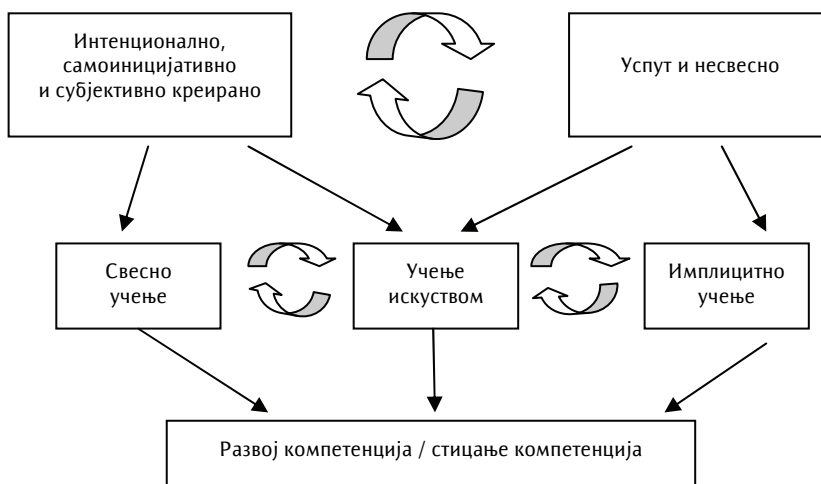 Интенционално,
самоиницијативно
и субјективно креирано
Успут и несвесно
Свесно
учење
Учење
искуством
Имплицитно
учење
Развој компетенција / стицање компетенција